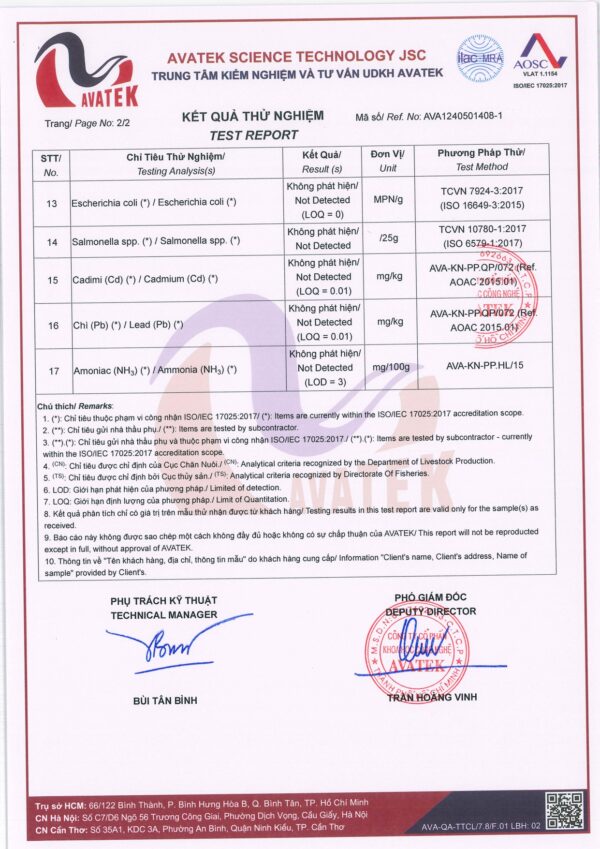 AVATEK
AVATEK SCIENCE TECHNOLOGY JSC
TRUNG TÂM KIỂM NGHIỆM VÀ TƯ VẤN UDKH AVATEK
ilac-MRA
AOSC
VLAT 1.1154
ISO/IEC 17025:2017
Trang/ Page No: 2/2
KẾT QUẢ THỬ NGHIỆM
TEST REPORT
Mã số/ Ref. No: AVA1240501408-1
STT/ No. Chỉ Tiêu Thử Nghiệm/ Testing Analysis(s) Kết Quả/ Result (s) Đơn Vị/ Unit Phương Pháp Thử/ Test Method
13 Escherichia coli (*) / Escherichia coli (*) Không phát hiện/ Not Detected (LOQ = 0) MPN/g TCVN 7924-3:2017 (ISO 16649-3:2015)
14 Salmonella spp. (*) / Salmonella spp. (*) Không phát hiện/ Not Detected /25g TCVN 10780-1:2017 (ISO 6579-1:2017)
15 Cadimi (Cd) (*) / Cadmium (Cd) (*) Không phát hiện/ Not Detected (LOQ = 0.01) mg/kg AVA-KN-PP.QP/072 (Ref. AOAC 2015.01)
16 Chì (Pb) (*) / Lead (Pb) (*) Không phát hiện/ Not Detected (LOQ = 0.01) mg/kg AVA-KN-PP.QP/072 (Ref. AOAC 2015.01)
17 Amoniac (NH₃) (*) / Ammonia (NH₃) (*) Không phát hiện/ Not Detected (LOD = 3) mg/100g AVA-KN-PP.HL/15
Chú thích/ Remarks:
1. (*): Chỉ tiêu thuộc phạm vi công nhận ISO/IEC 17025:2017/ (*): Items are currently within the ISO/IEC 17025:2017 accreditation scope.
2. (**): Chỉ tiêu gửi nhà thầu phụ./ (**): Items are tested by subcontractor.
3. (**).(*): Chỉ tiêu gửi nhà thầu phụ và thuộc phạm vi công nhận ISO/IEC 17025:2017./ (**).(*): Items are tested by subcontractor - currently
within the ISO/IEC 17025:2017 accreditation scope.
4. (CN): Chỉ tiêu được chỉ định của Cục Chăn Nuôi./ (CN): Analytical criteria recognized by the Department of Livestock Production.
5. (TS): Chỉ tiêu được chỉ định bởi Cục Thủy sản./ (TS): Analytical criteria recognized by Directorate Of Fisheries.
6. LOD: Giới hạn phát hiện của phương pháp./ Limited of detection.
7. LOQ: Giới hạn định lượng của phương pháp./ Limit of Quantitation.
8. Kết quả phân tích chỉ có giá trị trên mẫu thử nhận được từ khách hàng/ Testing results in this test report are valid only for the sample(s) as
received.
9. Báo cáo này không được sao chép một cách không đầy đủ hoặc không có sự chấp thuận của AVATEK/ This report will not be reproduced
except in full, without approval of AVATEK.
10. Thông tin về "Tên khách hàng, địa chỉ, thông tin mẫu" do khách hàng cung cấp/ Information "Client's name, Client's address, Name of
sample" provided by Client's.
PHỤ TRÁCH KỸ THUẬT
TECHNICAL MANAGER
BÙI TẤN BÌNH
PHÓ GIÁM ĐỐC
DEPUTY DIRECTOR
CÔNG TY CỔ PHẦN
KHOA HỌC CÔNG NGHỆ
AVATEK
TRẦN HOÀNG VINH
Trụ sở HCM: 66/122 Bình Thành, P. Bình Hưng Hòa B, Q. Bình Tân, TP. Hồ Chí Minh
CN Hà Nội: Số C7/D6 Ngõ 56 Trương Công Giai, Phường Dịch Vọng, Cầu Giấy, Hà Nội
CN Cần Thơ: Số 35A1, KDC 3A, Phường An Bình, Quận Ninh Kiều, TP. Cần Thơ
AVA-QA-TTCL/7.8/F.01 LBH: 02